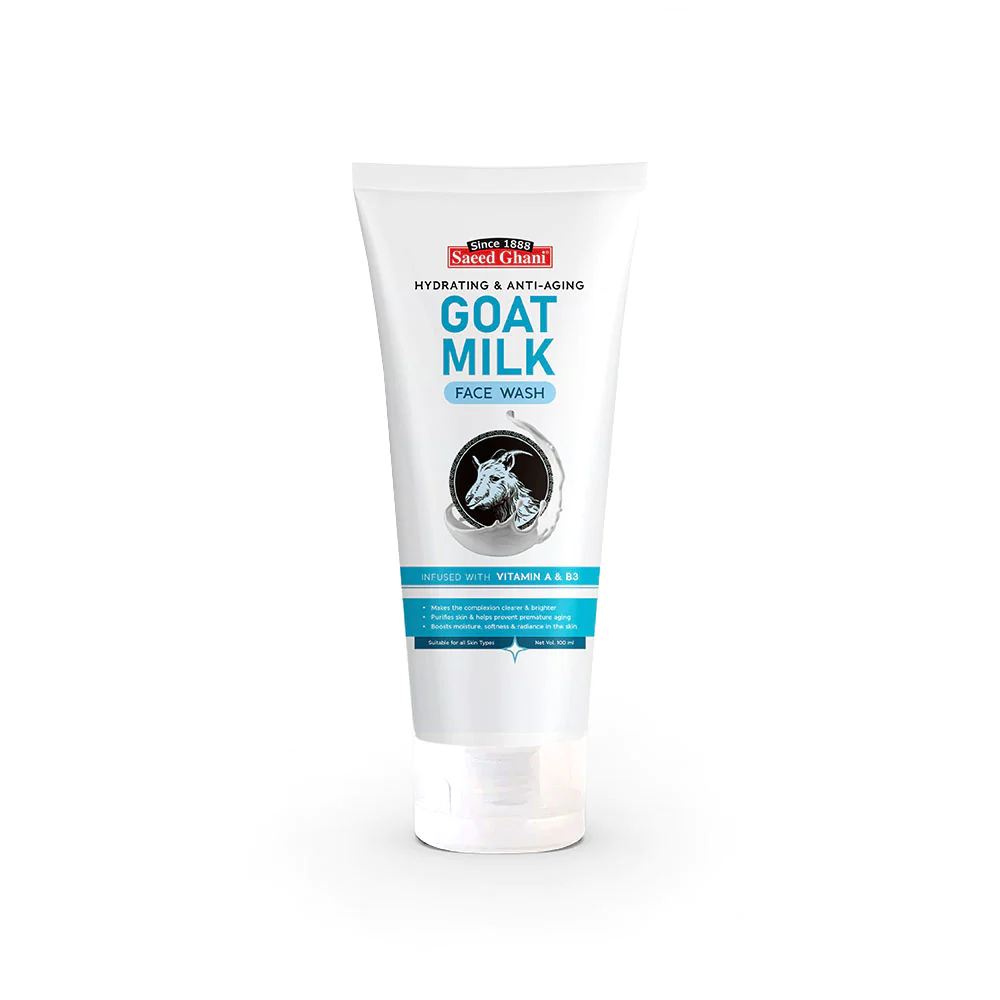 Since 1888
Saeed Ghani®
HYDRATING & ANTI-AGING
GOAT
MILK
FACE WASH
INFUSED WITH VITAMIN A & B3
• Makes the complexion clearer & brighter
• Purifies skin & helps prevent premature aging
• Boosts moisture, softness & radiance in the skin
Suitable for all Skin Types Net Vol. 100 ml